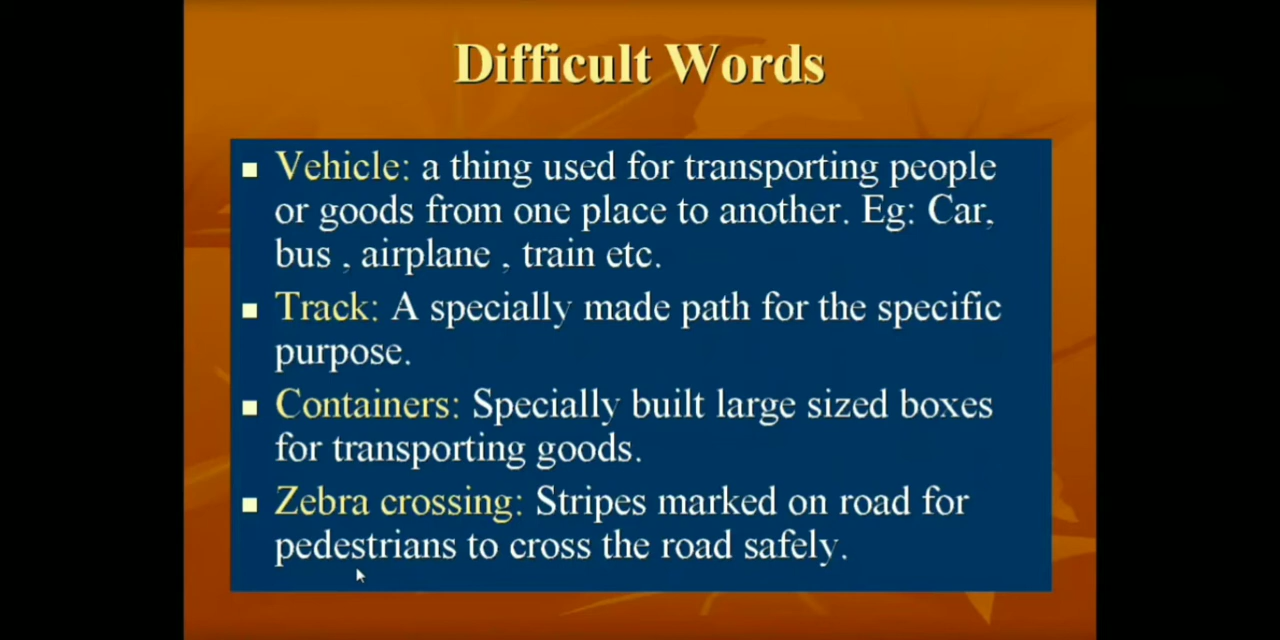 Difficult Words
Vehicle: a thing used for transporting people
or goods from one place to another. Eg: Car,
bus , airplane , train etc.
Track: A specially made path for the specific
purpose.
Containers: Specially built large sized boxes
for transporting goods.
Zebra crossing: Stripes marked on road for
pedestrians to cross the road safely.